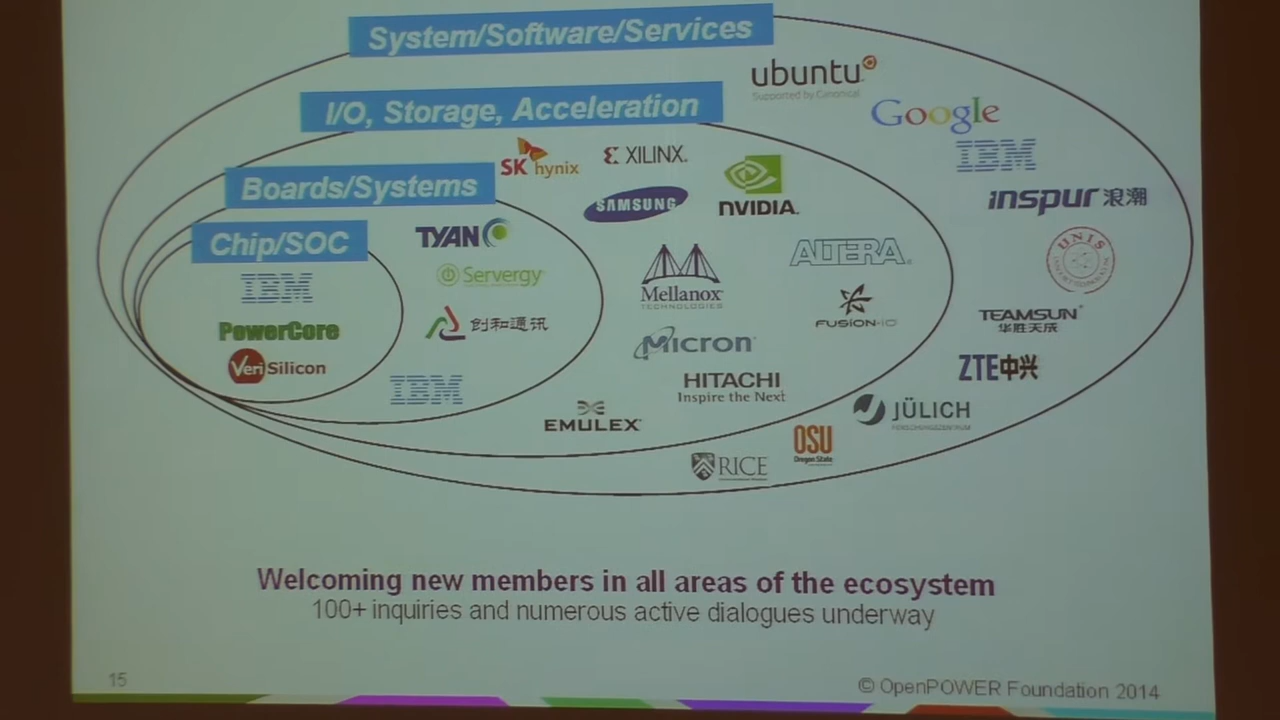 System/Software/Services
ubuntu
Supported by Canonical
I/O, Storage, Acceleration
Google
SK hynix
XILINX
IBM
Boards/Systems
SAMSUNG
NVIDIA
inspur 浪潮
Chip/SOC
TYAN
ALTERA
UNIS
IBM
Servergy
Mellanox
TECHNOLOGIES
FUSION-iO
PowerCore
创和通讯
TEAMSUN
华胜天成
Micron
VeriSilicon
ZTE中兴
IBM
HITACHI
Inspire the Next
EMULEX
JÜLICH
FORSCHUNGSZENTRUM
OSU
Oregon State
RICE
Welcoming new members in all areas of the ecosystem
100+ inquiries and numerous active dialogues underway
15
© OpenPOWER Foundation 2014